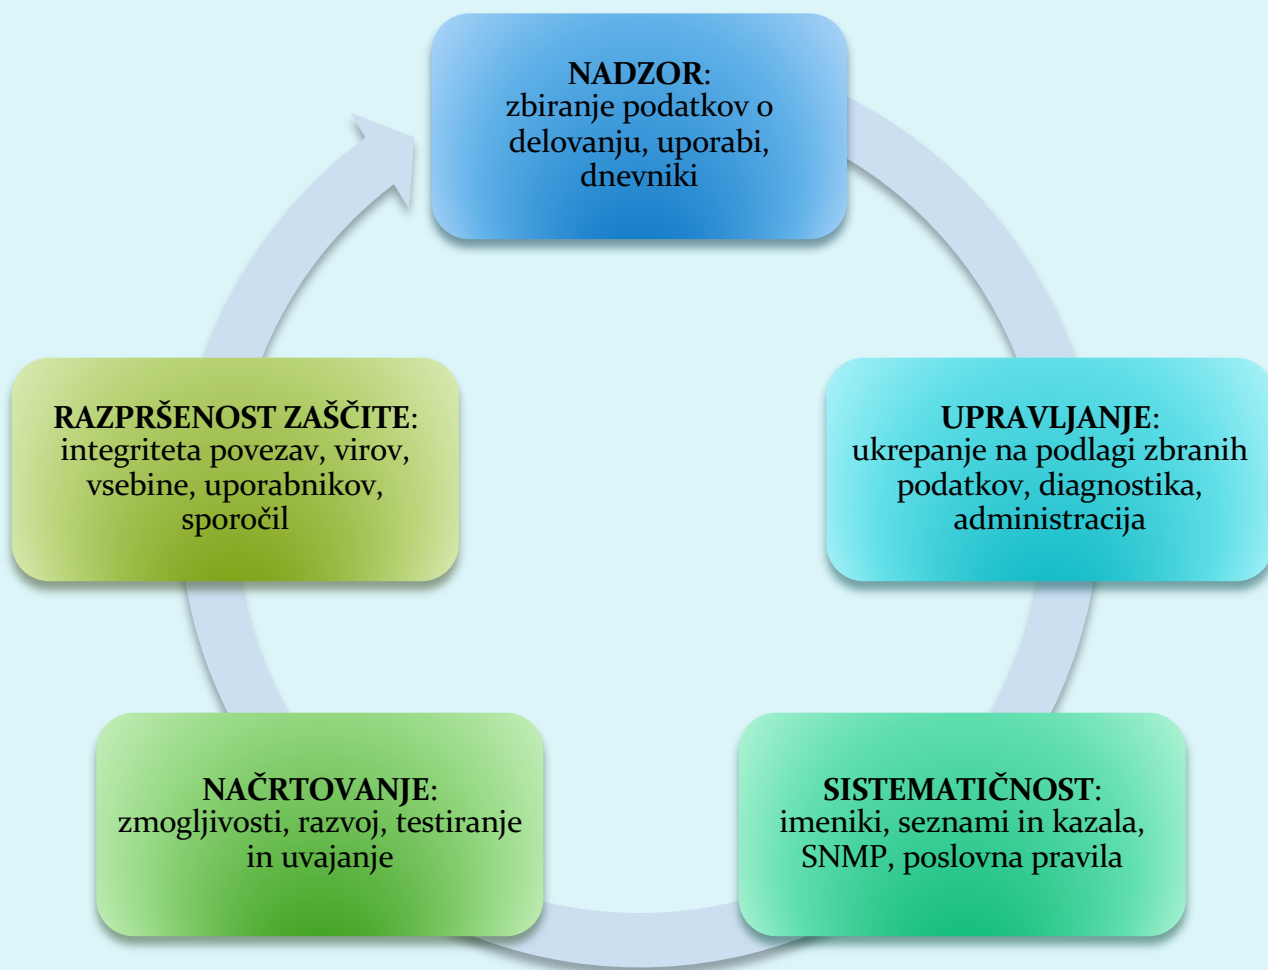 NADZOR:
zbiranje podatkov o
delovanju, uporabi,
dnevniki
UPRAVLJANJE:
ukrepanje na podlagi zbranih
podatkov, diagnostika,
administracija
SISTEMATIČNOST:
imeniki, seznami in kazala,
SNMP, poslovna pravila
NAČRTOVANJE:
zmogljivosti, razvoj, testiranje
in uvajanje
RAZPRŠENOST ZAŠČITE:
integriteta povezav, virov,
vsebine, uporabnikov,
sporočil